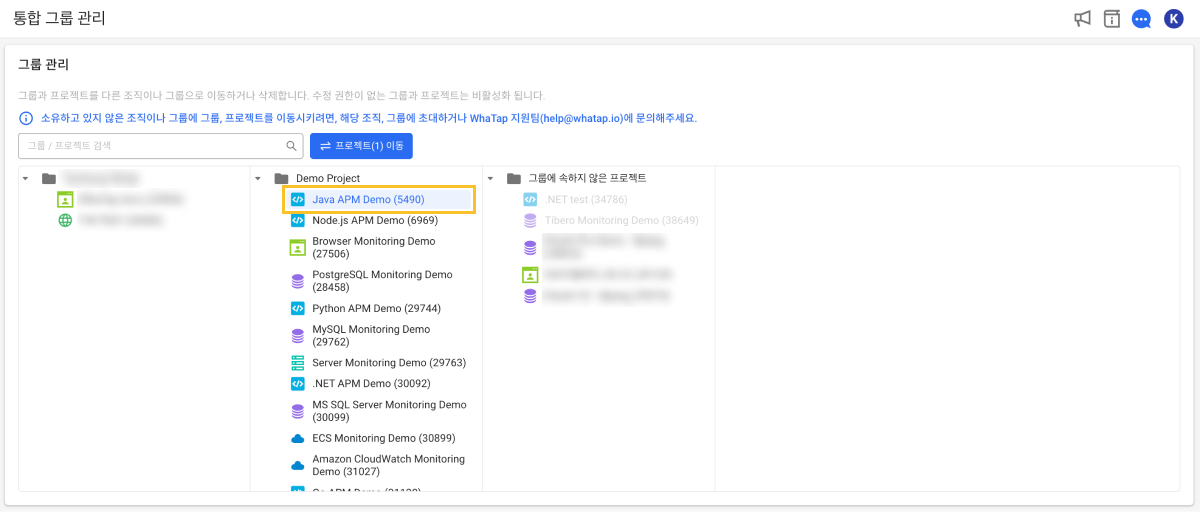 통합 그룹 관리
K
그룹 관리
그룹과 프로젝트를 다른 조직이나 그룹으로 이동하거나 삭제합니다. 수정 권한이 없는 그룹과 프로젝트는 비활성화 됩니다.
소유하고 있지 않은 조직이나 그룹에 그룹, 프로젝트를 이동시키려면, 해당 조직, 그룹에 초대하거나 WhaTap 지원팀(help@whatap.io)에 문의해주세요.
그룹 / 프로젝트 검색
프로젝트(1) 이동
Demo Project
Java APM Demo (5490)
Node.js APM Demo (6969)
Browser Monitoring Demo
(27506)
PostgreSQL Monitoring Demo
(28458)
Python APM Demo (29744)
MySQL Monitoring Demo
(29762)
Server Monitoring Demo (29763)
.NET APM Demo (30092)
MS SQL Server Monitoring Demo
(30099)
ECS Monitoring Demo (30899)
Amazon CloudWatch Monitoring
Demo (31027)
Go APM Demo
그룹에 속하지 않은 프로젝트
.NET test (34786)
Tibero Monitoring Demo (38649)